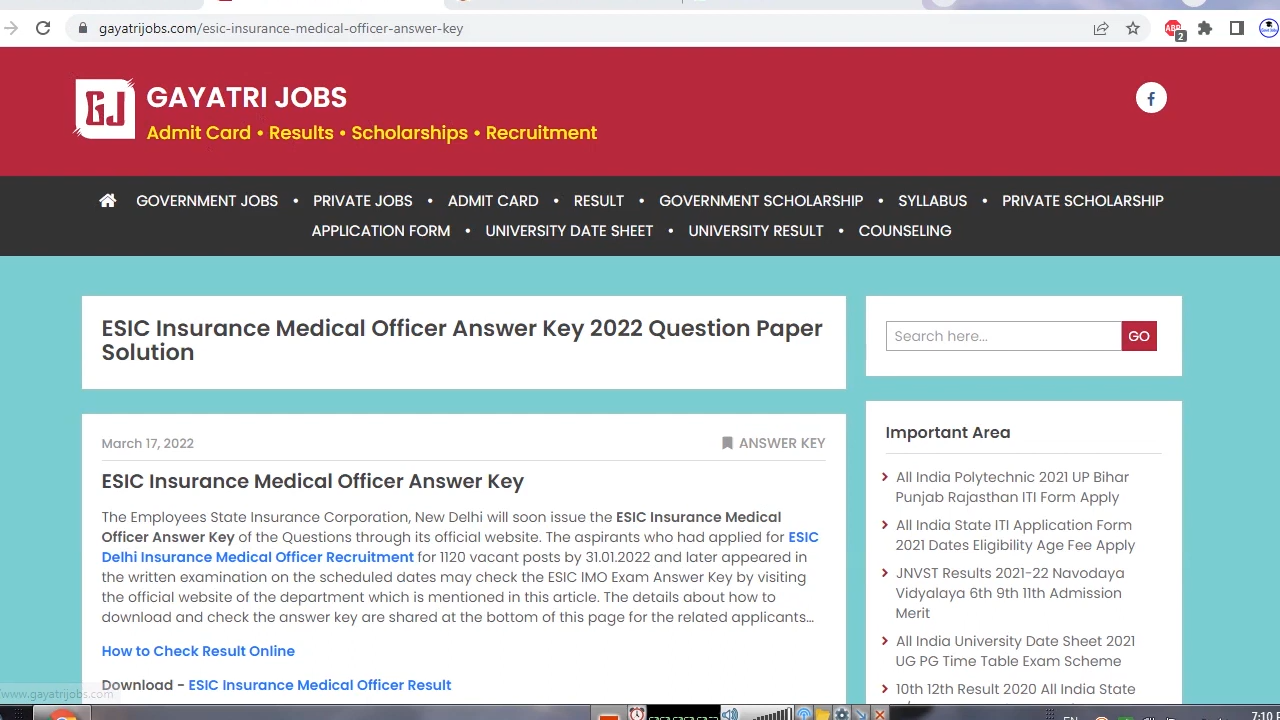 gayatrijobs.com/esic-insurance-medical-officer-answer-key
ABP
2
GJ
GAYATRI JOBS
Admit Card • Results • Scholarships • Recruitment
GOVERNMENT JOBS • PRIVATE JOBS • ADMIT CARD • RESULT • GOVERNMENT SCHOLARSHIP • SYLLABUS • PRIVATE SCHOLARSHIP
APPLICATION FORM • UNIVERSITY DATE SHEET • UNIVERSITY RESULT • COUNSELING
ESIC Insurance Medical Officer Answer Key 2022 Question Paper
Solution
March 17, 2022
ANSWER KEY
ESIC Insurance Medical Officer Answer Key
The Employees State Insurance Corporation, New Delhi will soon issue the ESIC Insurance Medical
Officer Answer Key of the Questions through its official website. The aspirants who had applied for ESIC
Delhi Insurance Medical Officer Recruitment for 1120 vacant posts by 31.01.2022 and later appeared in
the written examination on the scheduled dates may check the ESIC IMO Exam Answer Key by visiting
the official website of the department which is mentioned in this article. The details about how to
download and check the answer key are shared at the bottom of this page for the related applicants…
How to Check Result Online
Download - ESIC Insurance Medical Officer Result
Search here...
GO
Important Area
All India Polytechnic 2021 UP Bihar
Punjab Rajasthan ITI Form Apply
All India State ITI Application Form
2021 Dates Eligibility Age Fee Apply
JNVST Results 2021-22 Navodaya
Vidyalaya 6th 9th 11th Admission
Merit
All India University Date Sheet 2021
UG PG Time Table Exam Scheme
10th 12th Result 2020 All India State
www.gayatrijobs.com
EN
7:10